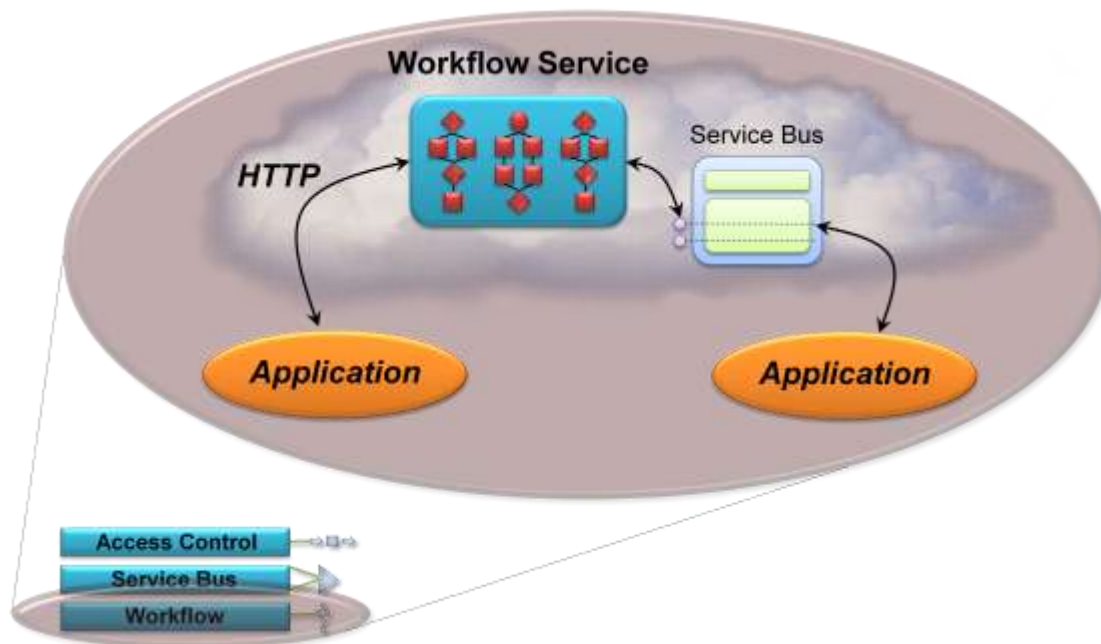 Workflow Service
Service Bus
HTTP
Application
Application
Access Control
Service Bus
Workflow